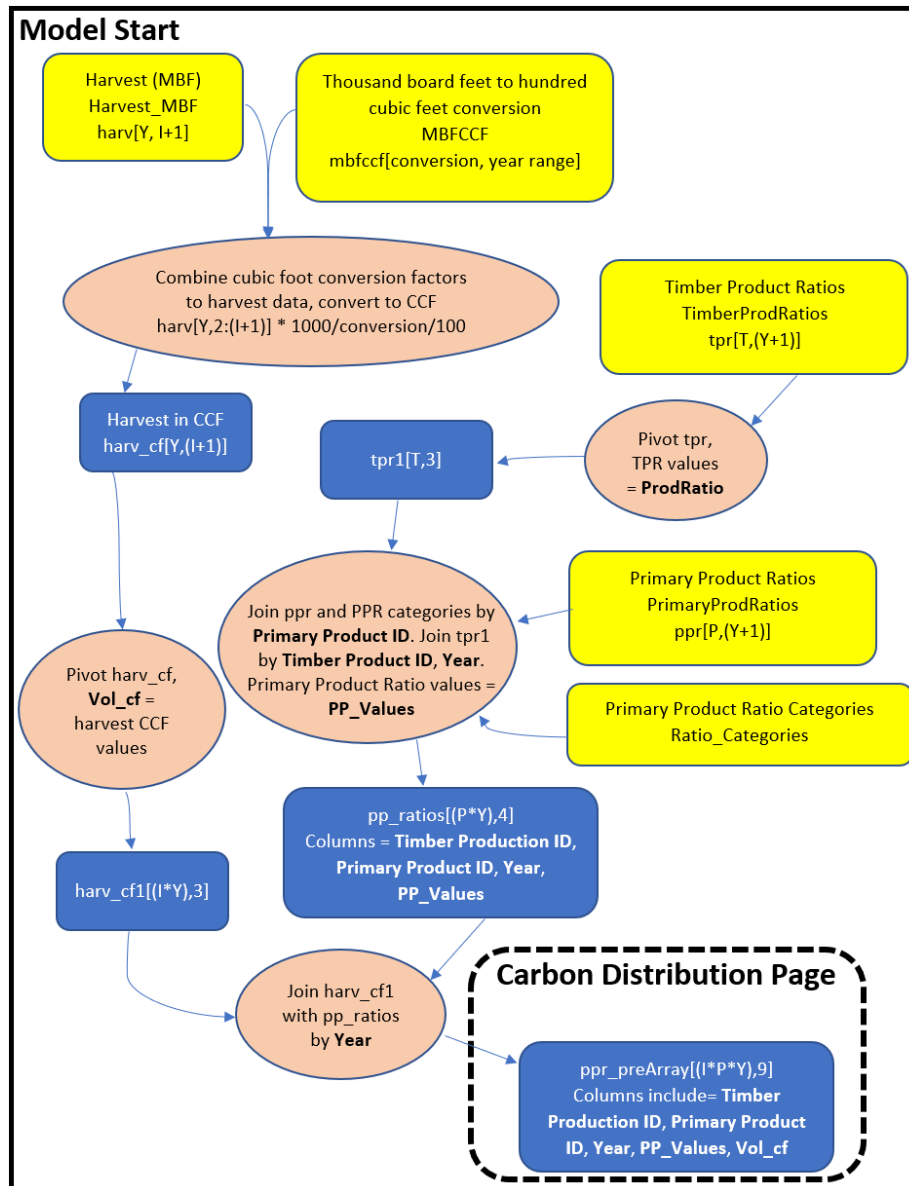 Model Start
Harvest (MBF)
Harvest_MBF
harv[Y, I+1]
Thousand board feet to hundred
cubic feet conversion
MBFCCF
mbfccf[conversion, year range]
Combine cubic foot conversion factors
to harvest data, convert to CCF
harv[Y,2:(I+1)] * 1000/conversion/100
Timber Product Ratios
TimberProdRatios
tpr[T,(Y+1)]
Harvest in CCF
harv_cf[Y,(I+1)]
tpr1[T,3]
Pivot tpr,
TPR values
= ProdRatio
Join ppr and PPR categories by
Primary Product ID. Join tpr1
by Timber Product ID, Year.
Primary Product Ratio values =
PP_Values
Primary Product Ratios
PrimaryProdRatios
ppr[P,(Y+1)]
Pivot harv_cf,
Vol_cf =
harvest CCF
values
Primary Product Ratio Categories
Ratio_Categories
pp_ratios[(P*Y),4]
Columns = Timber Production ID,
Primary Product ID, Year,
PP_Values
harv_cf1[(I*Y),3]
Join harv_cf1
with pp_ratios
by Year
Carbon Distribution Page
ppr_preArray[(I*P*Y),9]
Columns include= Timber
Production ID, Primary Product
ID, Year, PP_Values, Vol_cf